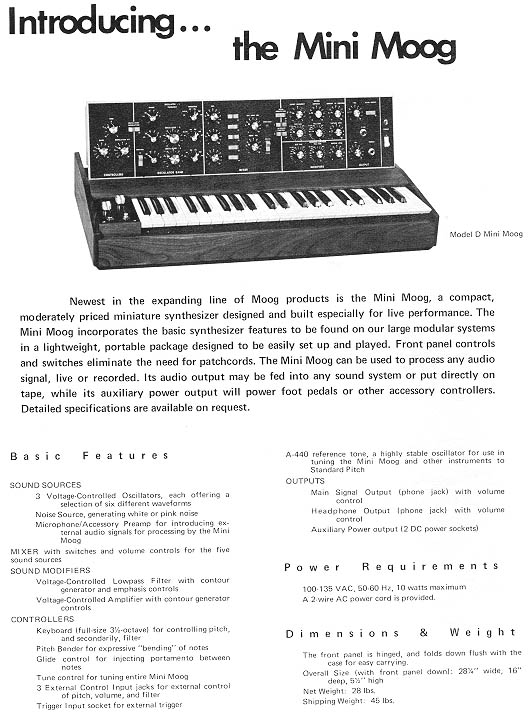 Introducing...
the Mini Moog
CONTROLLERS
OSCILLATOR BANK
MIXER
MODIFIERS
OUTPUT
Model D Mini Moog
Newest in the expanding line of Moog products is the Mini Moog, a compact,
moderately priced miniature synthesizer designed and built especially for live performance. The
Mini Moog incorporates the basic synthesizer features to be found on our large modular systems
in a lightweight, portable package designed to be easily set up and played. Front panel controls
and switches eliminate the need for patchcords. The Mini Moog can be used to process any audio
signal, live or recorded. Its audio output may be fed into any sound system or put directly on
tape, while its auxiliary power output will power foot pedals or other accessory controllers.
Detailed specifications are available on request.
Basic Features
SOUND SOURCES
3 Voltage-Controlled Oscillators, each offering a
selection of six different waveforms
Noise Source, generating white or pink noise
Microphone/Accessory Preamp for introducing ex-
ternal audio signals for processing by the Mini
Moog
MIXER with switches and volume controls for the five
sound sources
SOUND MODIFIERS
Voltage-Controlled Lowpass Filter with contour
generator and emphasis controls
Voltage-Controlled Amplifier with contour generator
controls
CONTROLLERS
Keyboard (full-size 3½-octave) for controlling pitch,
and secondarily, filter
Pitch Bender for expressive "bending" of notes
Glide control for injecting portamento between
notes
Tune control for tuning entire Mini Moog
3 External Control Input jacks for external control
of pitch, volume, and filter
Trigger Input socket for external trigger
A-440 reference tone, a highly stable oscillator for use in
tuning the Mini Moog and other instruments to
Standard Pitch
OUTPUTS
Main Signal Output (phone jack) with volume
control
Headphone Output (phone jack) with volume
control
Auxiliary Power output (2 DC power sockets)
Power Requirements
100-135 VAC, 50-60 Hz, 10 watts maximum
A 2-wire AC power cord is provided.
Dimensions & Weight
The front panel is hinged, and folds down flush with the
case for easy carrying.
Overall Size (with front panel down): 28¼" wide; 16"
deep, 5½" high
Net Weight: 28 lbs.
Shipping Weight: 45 lbs.